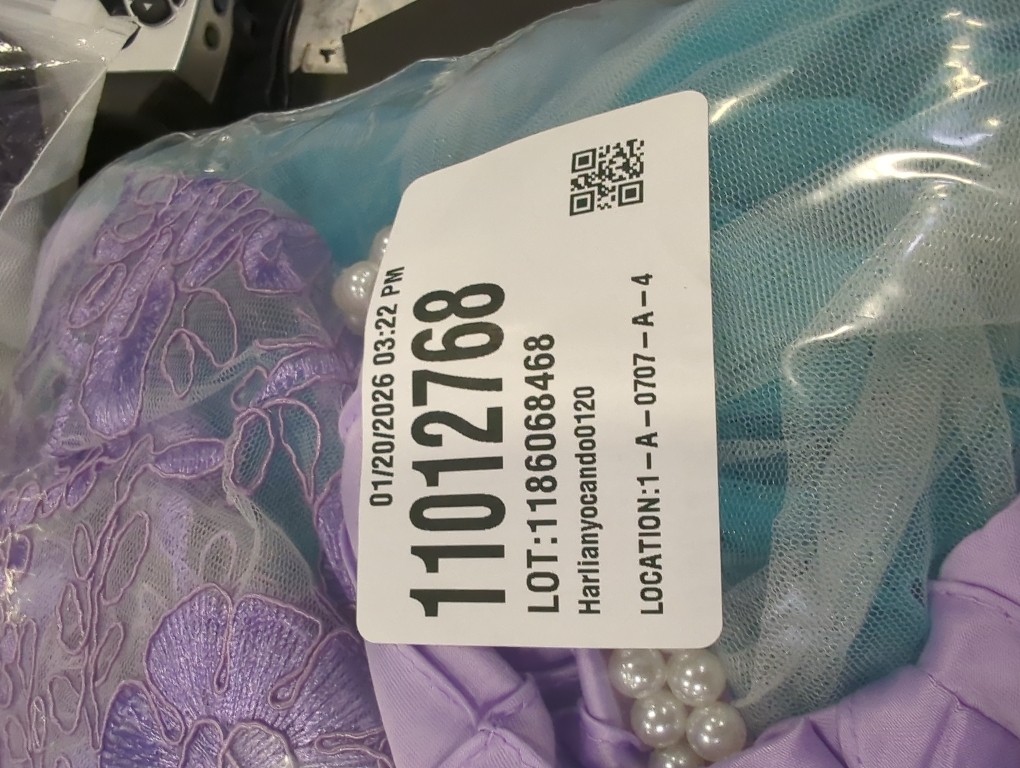 01/20/2026 03:22 PM
11012768
LOT:1186068468
Harlianyocando0120
LOCATION:1-A-0707-A-4